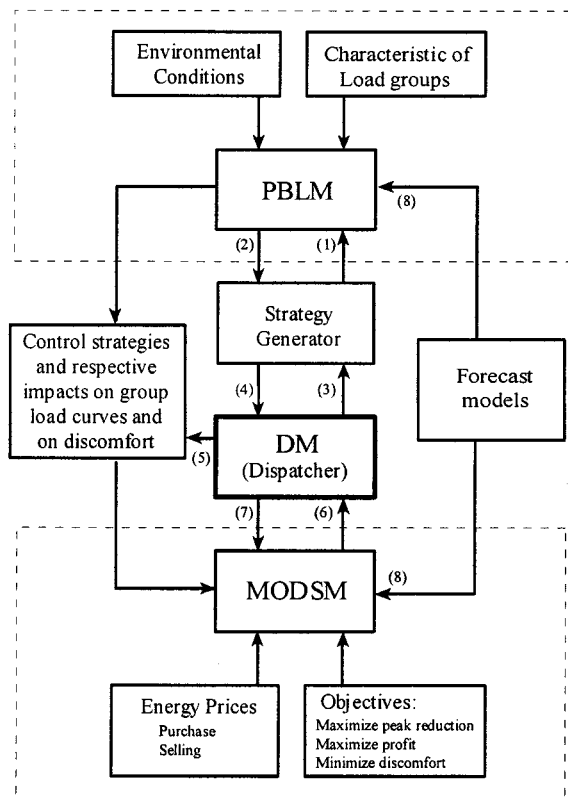 Environmental
Conditions
Characteristic of
Load groups
PBLM
(8)
(2)
(1)
Strategy
Generator
Control strategies
and respective
impacts on group
load curves and
on discomfort
Forecast
models
(4)
(3)
DM
(Dispatcher)
(5)
(7)
(6)
MODSM
(8)
Energy Prices
Purchase
Selling
Objectives:
Maximize peak reduction
Maximize profit
Minimize discomfort